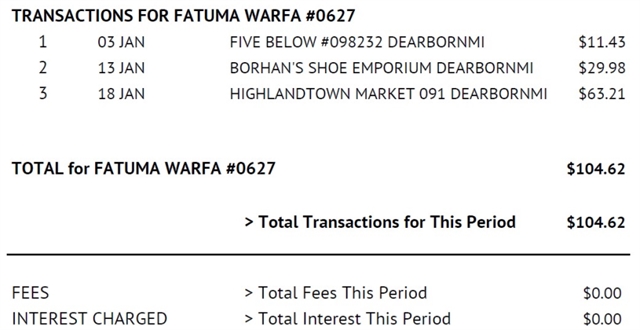 TRANSACTIONS FOR FATUMA WARFA #0627
1 03 JAN FIVE BELOW #098232 DEARBORNMI $11.43
2 13 JAN BORHAN'S SHOE EMPORIUM DEARBORNMI $29.98
3 18 JAN HIGHLANDTOWN MARKET 091 DEARBORNMI $63.21
TOTAL for FATUMA WARFA #0627 $104.62
> Total Transactions for This Period $104.62
FEES > Total Fees This Period $0.00
INTEREST CHARGED > Total Interest This Period $0.00